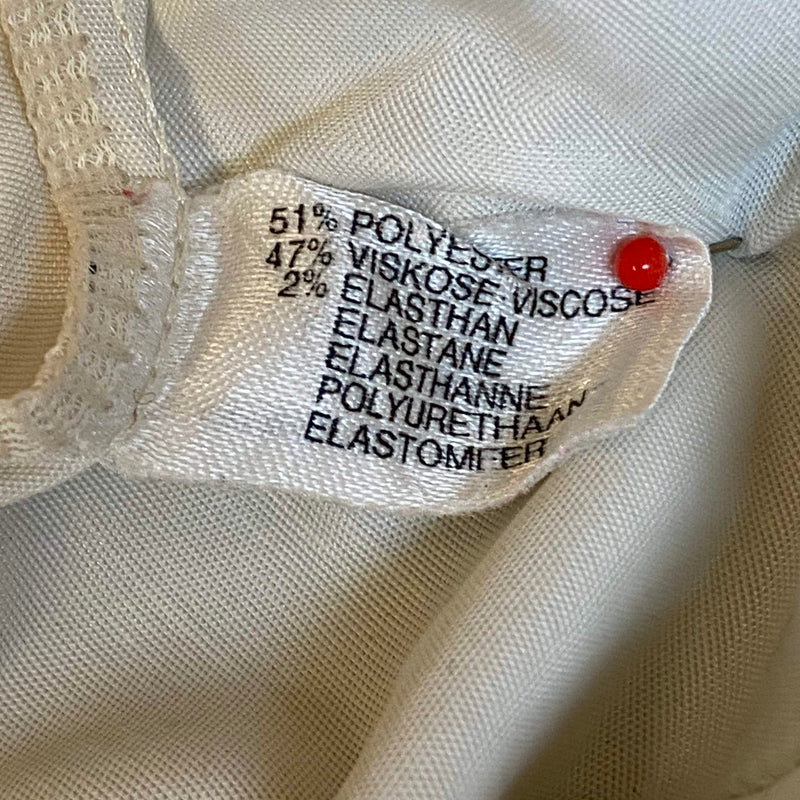 51% POLYESTER
47% VISKOSE-VISCOSE
2% ELASTHAN
ELASTANE
ELASTHANNE
POLYURETHAAN
ELASTOMEER